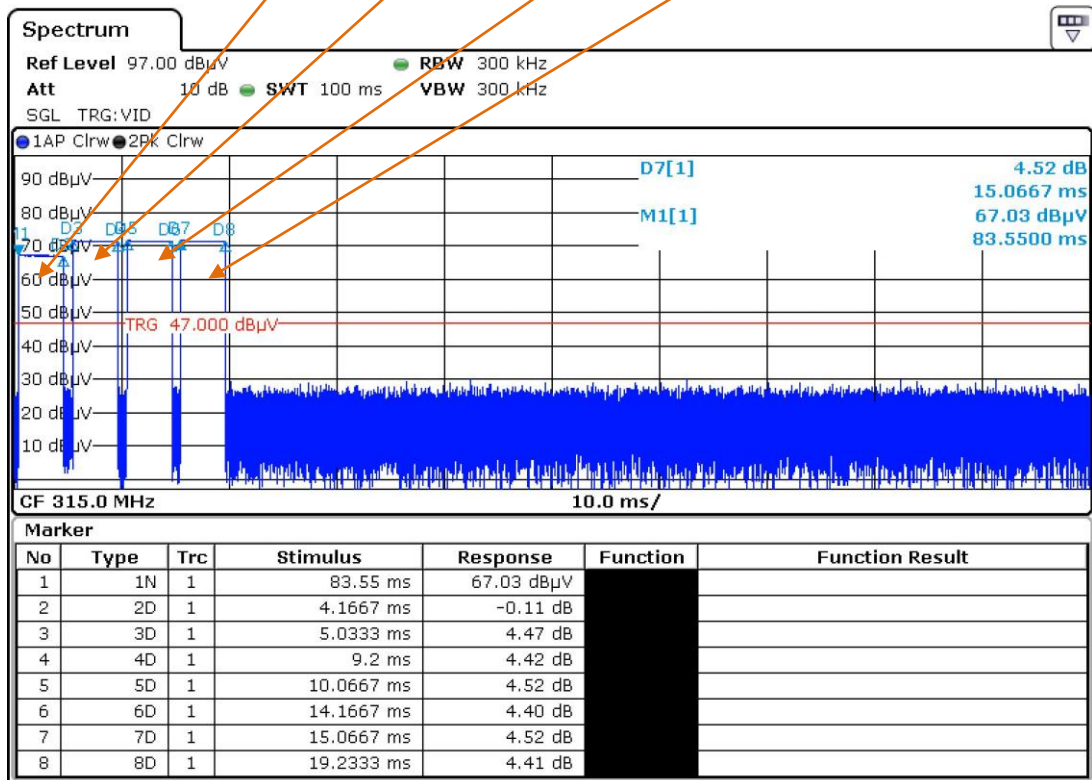 Spectrum
Ref Level 97.00 dBµV RBW 300 kHz
Att 10 dB SWT 100 ms VBW 300 kHz
SGL TRG:VID
1AP Clrw 2Pk Clrw
D7[1] 4.52 dB
15.0667 ms
M1[1] 67.03 dBµV
83.5500 ms
90 dBµV
80 dBµV
D3 D5 D7 D8
70 dBµV
60 dBµV
50 dBµV
TRG 47.000 dBµV
40 dBµV
30 dBµV
20 dBµV
10 dBµV
CF 315.0 MHz 10.0 ms/
Marker
No Type Trc Stimulus Response Function Function Result
1 1N 1 83.55 ms 67.03 dBµV
2 2D 1 4.1667 ms -0.11 dB
3 3D 1 5.0333 ms 4.47 dB
4 4D 1 9.2 ms 4.42 dB
5 5D 1 10.0667 ms 4.52 dB
6 6D 1 14.1667 ms 4.40 dB
7 7D 1 15.0667 ms 4.52 dB
8 8D 1 19.2333 ms 4.41 dB